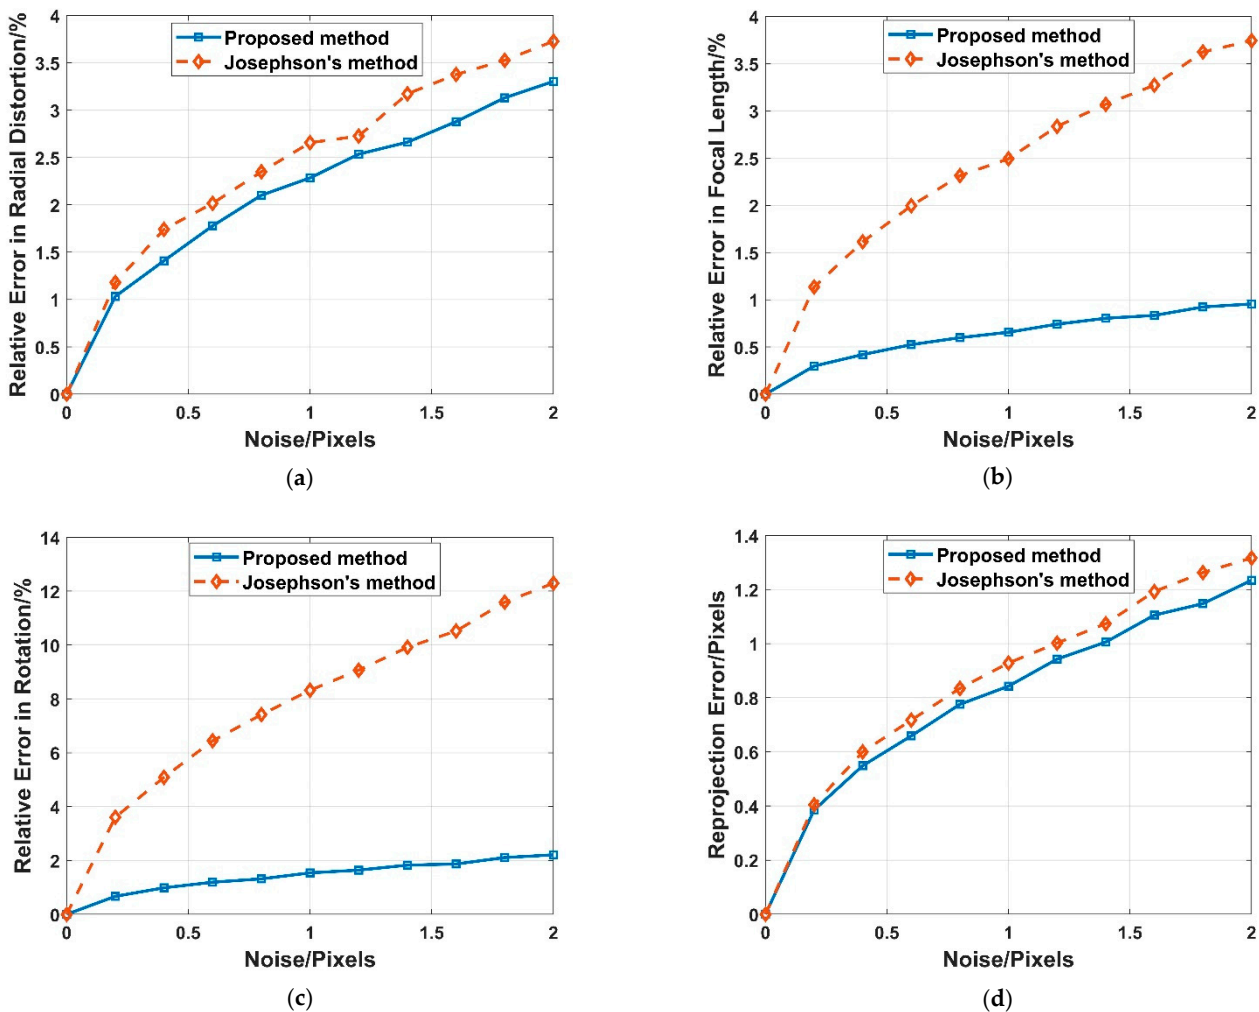 Relative Error in Radial Distortion/%
4
3.5
3
2.5
2
1.5
1
0.5
0
Proposed method
Josephson's method
0 0.5 1 1.5 2
Noise/Pixels
(a)
Relative Error in Focal Length/%
4
3.5
3
2.5
2
1.5
1
0.5
0
Proposed method
Josephson's method
0 0.5 1 1.5 2
Noise/Pixels
(b)
Relative Error in Rotation/%
14
12
10
8
6
4
2
0
Proposed method
Josephson's method
0 0.5 1 1.5 2
Noise/Pixels
(c)
Reprojection Error/Pixels
1.4
1.2
1
0.8
0.6
0.4
0.2
0
Proposed method
Josephson's method
0 0.5 1 1.5 2
Noise/Pixels
(d)